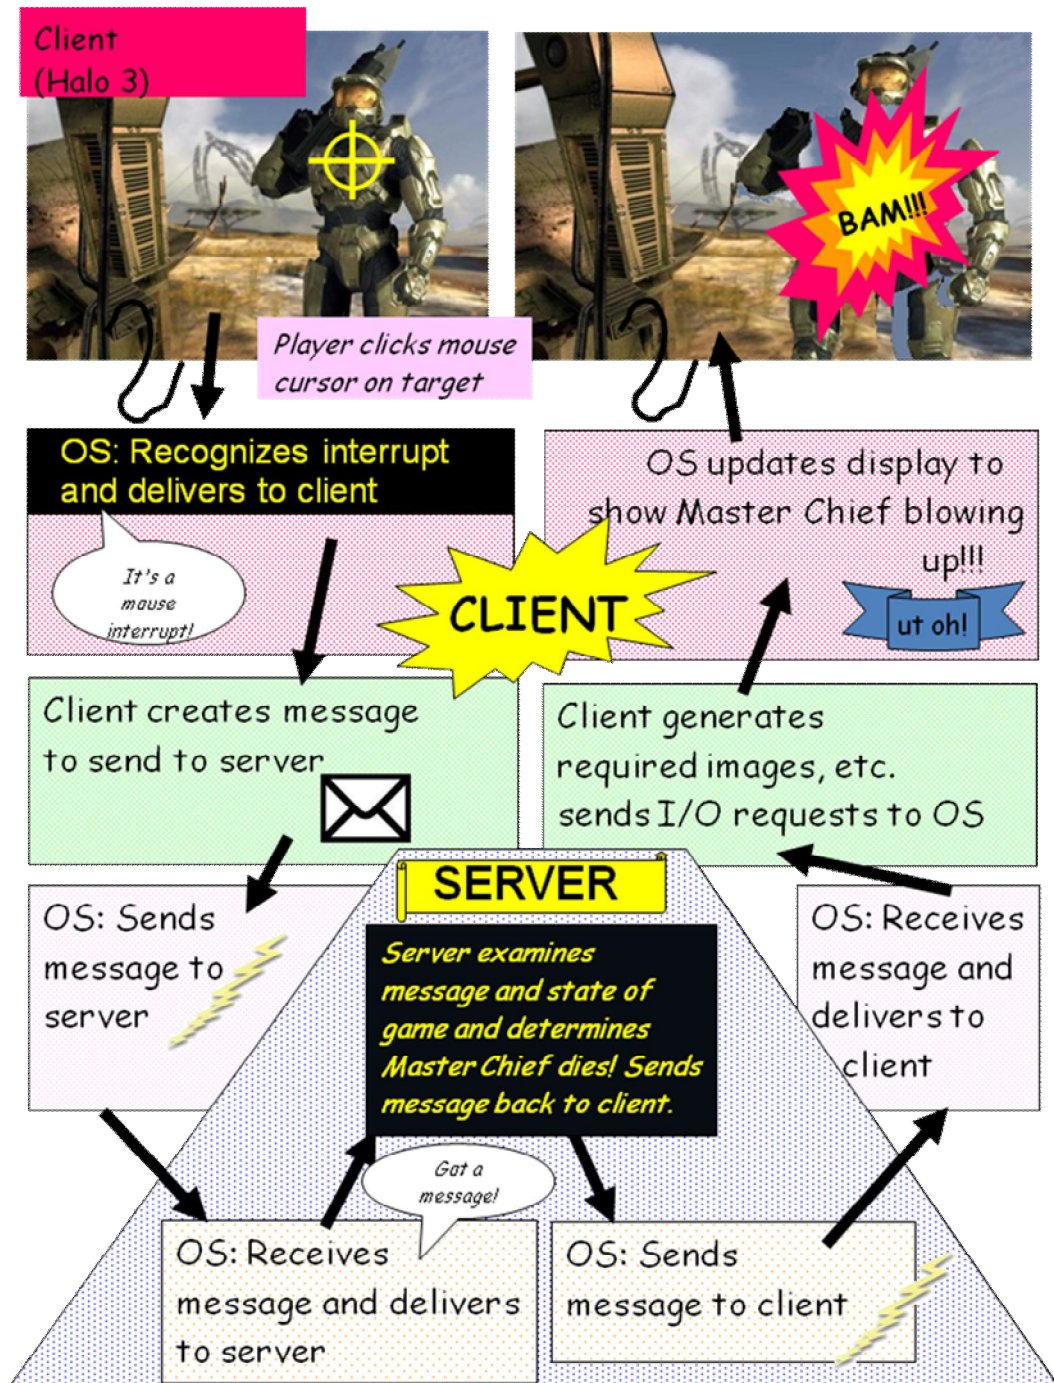 Client
(Halo 3)
BAM!!!
Player clicks mouse
cursor on target
OS: Recognizes interrupt
and delivers to client
It's a
mouse
interrupt!
OS updates display to
show Master Chief blowing
up!!!
ut oh!
CLIENT
Client creates message
to send to server
Client generates
required images, etc.
sends I/O requests to OS
SERVER
OS: Sends
message to
server
Server examines
message and state of
game and determines
Master Chief dies! Sends
message back to client.
OS: Receives
message and
delivers to
client
Got a
message!
OS: Receives
message and delivers
to server
OS: Sends
message to client